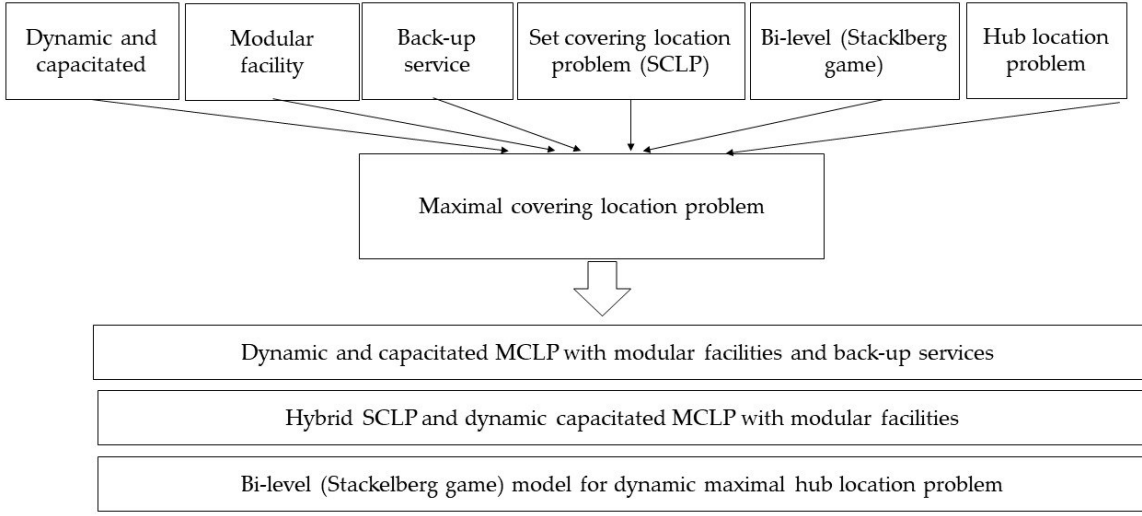 Dynamic and
capacitated
Modular
facility
Back-up
service
Set covering location
problem (SCLP)
Bi-level (Stacklberg
game)
Hub location
problem
Maximal covering location problem
Dynamic and capacitated MCLP with modular facilities and back-up services
Hybrid SCLP and dynamic capacitated MCLP with modular facilities
Bi-level (Stackelberg game) model for dynamic maximal hub location problem